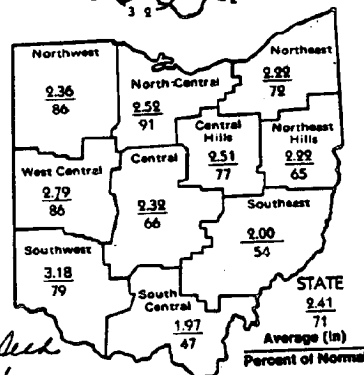 3 2
Northwest
2.36
86
North Central
2.52
91
Northeast
2.22
72
Central
Hills
2.51
77
Northeast
Hills
2.22
65
West Central
2.79
86
Central
2.32
66
Southeast
2.00
54
Southwest
3.18
79
South
Central
1.97
47
STATE
2.41
71
Average (in)
Percent of Normal